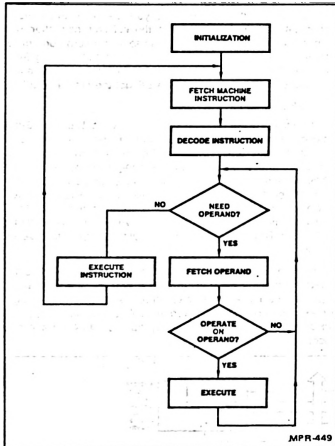 INITIALIZATION
FETCH MACHINE
INSTRUCTION
DECODE INSTRUCTION
NEED
OPERAND?
NO
YES
EXECUTE
INSTRUCTION
FETCH OPERAND
OPERATE
ON
OPERAND?
NO
YES
EXECUTE
MPR-449